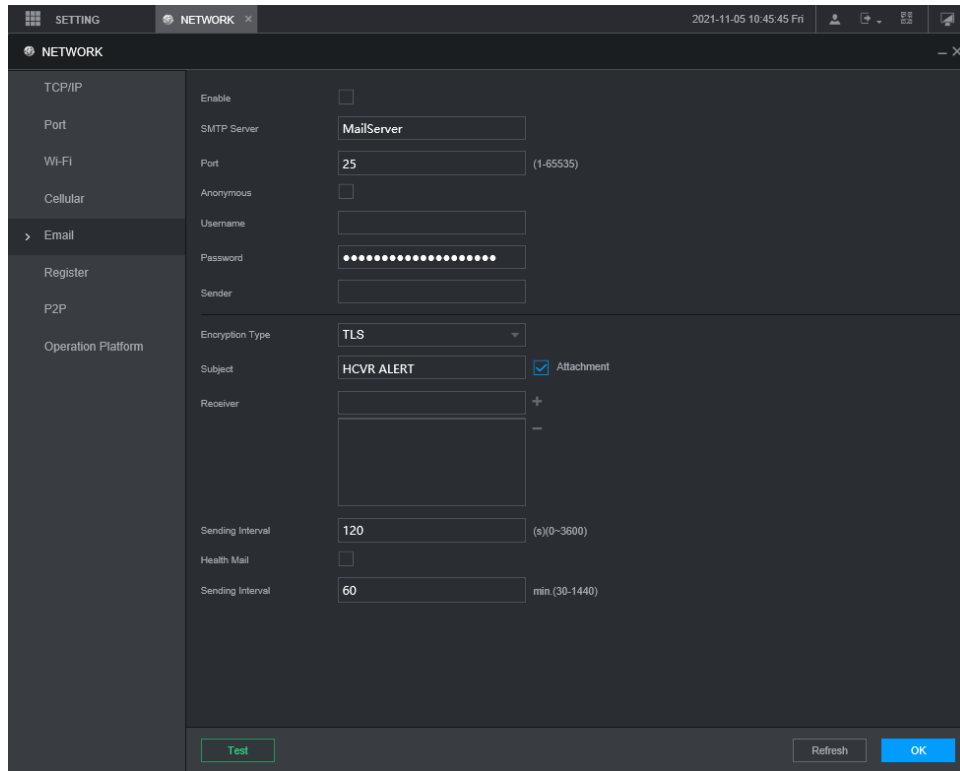 SETTING NETWORK × 2021-11-05 10:45:45 Fri
NETWORK
TCP/IP
Port
Wi-Fi
Cellular
Email
Register
P2P
Operation Platform
Enable
SMTP Server MailServer
Port 25 (1-65535)
Anonymous
Username
Password ••••••••••••••••••••
Sender
Encryption Type TLS
Subject HCVR ALERT Attachment
Receiver +
−
Sending Interval 120 (s)(0~3600)
Health Mail
Sending Interval 60 min.(30-1440)
Test Refresh OK